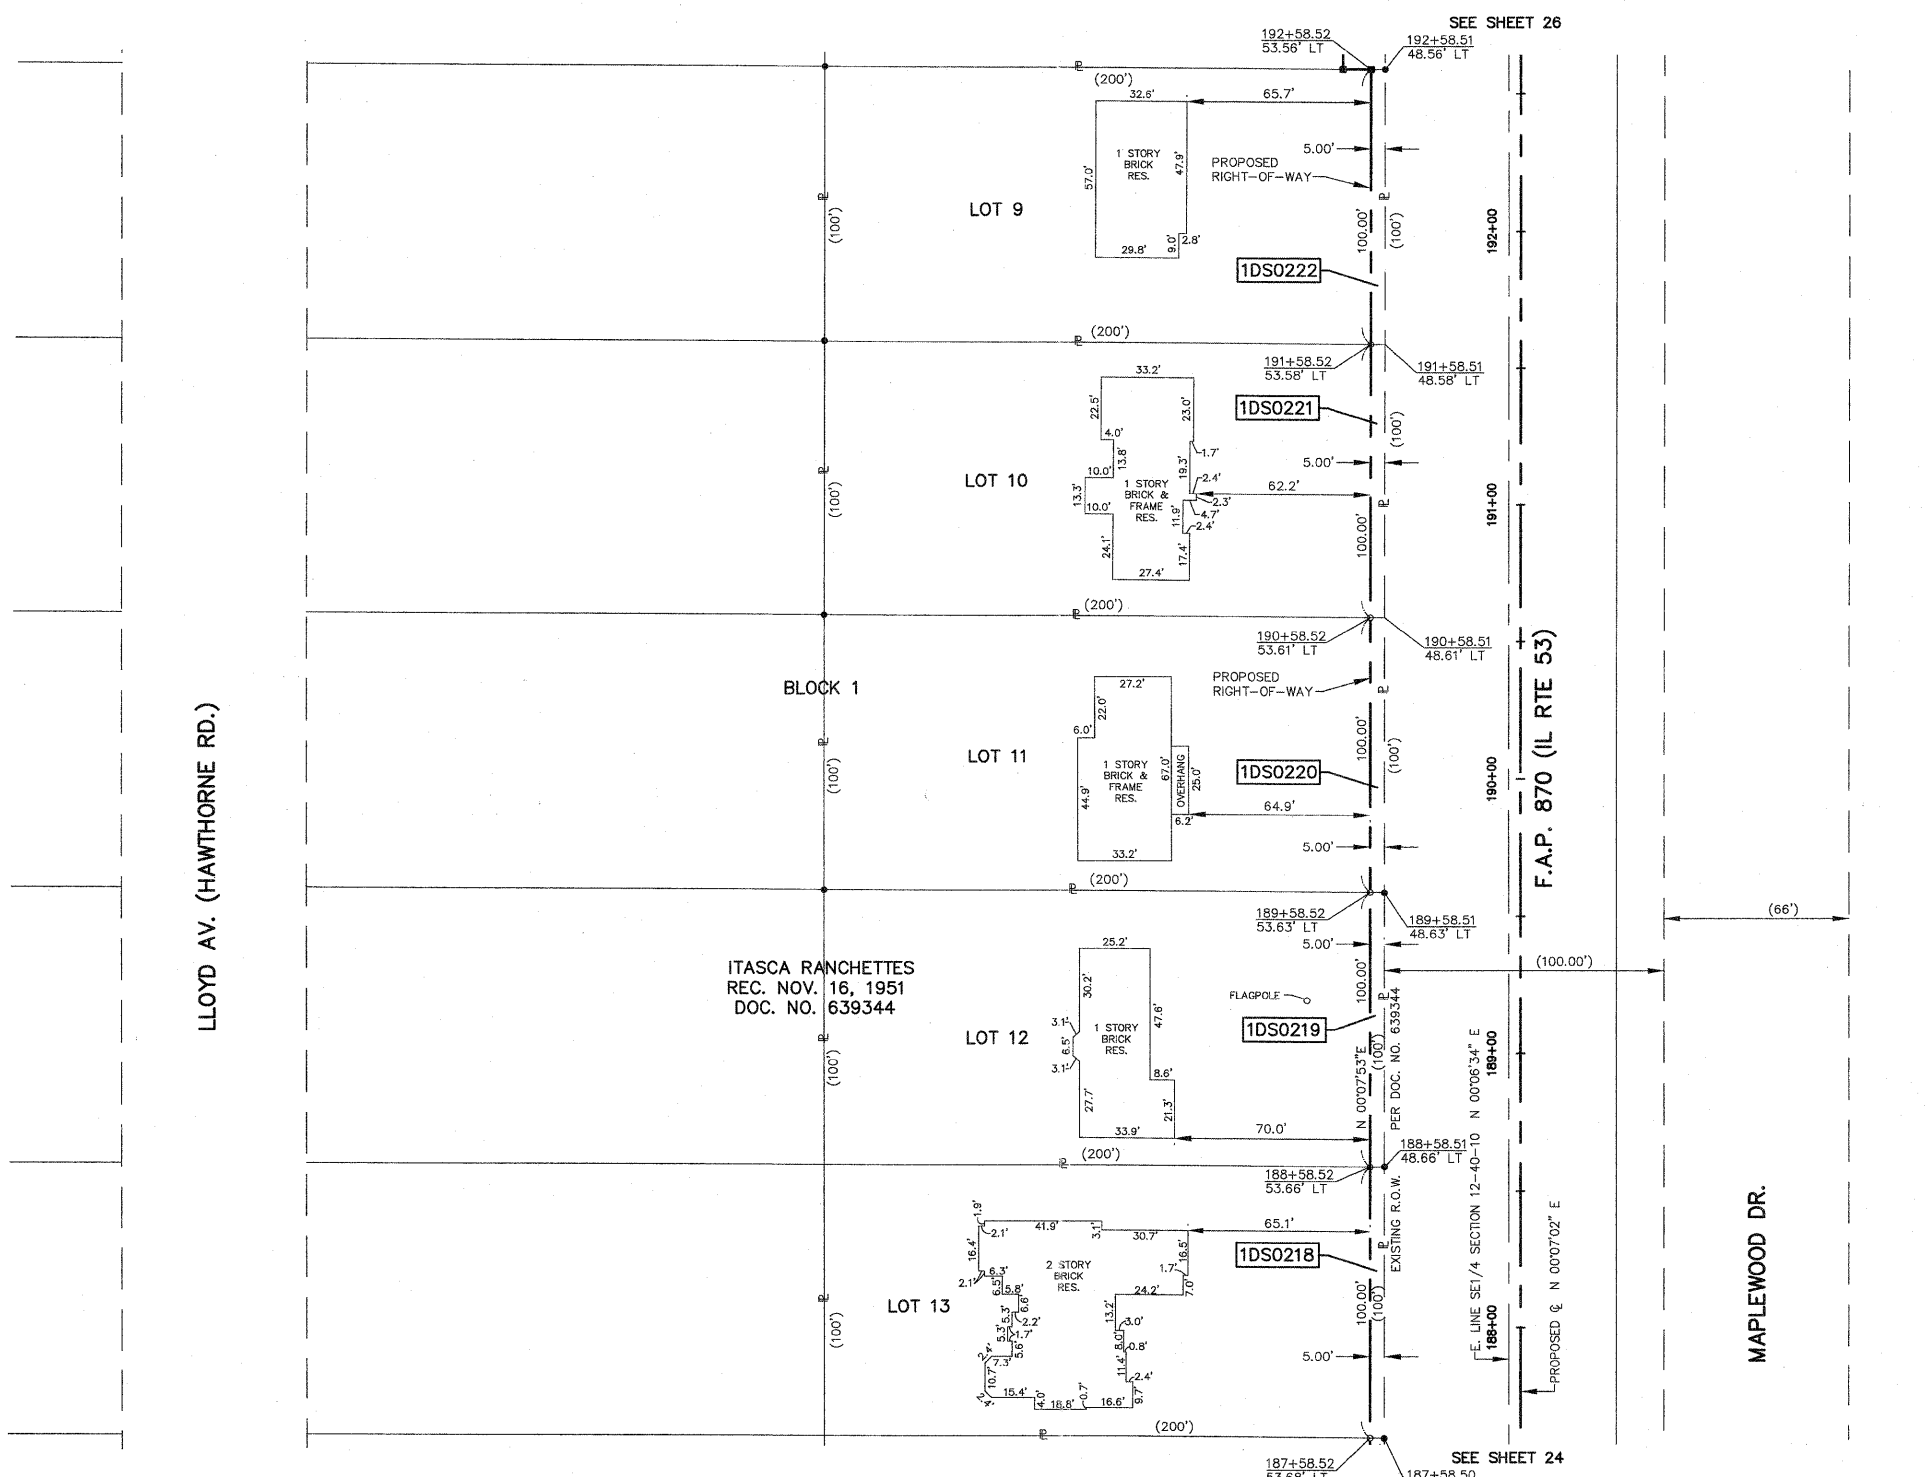 SEE SHEET 26
192+58.52
53.56' LT
192+58.51
48.56' LT
(200')
32.6'
65.7'
1 STORY
BRICK
RES.
57.0'
47.9'
5.00'
PROPOSED
RIGHT-OF-WAY
LOT 9
(100')
100.00'
(100')
192+00
29.8'
9.0'
2.8'
1DS0222
(200')
191+58.52
53.58' LT
191+58.51
48.58' LT
33.2'
22.5'
23.0'
1DS0221
(100')
4.0'
13.8'
1.7'
19.3'
5.00'
LOT 10
10.0'
13.3'
10.0'
1 STORY
BRICK &
FRAME
RES.
2.4'
62.2'
2.3'
4.7'
11.9'
2.4'
(100')
191+00
100.00'
24.1'
17.4'
27.4'
(200')
190+58.52
53.61' LT
190+58.51
48.61' LT
BLOCK 1
27.2'
22.0'
6.0'
PROPOSED
RIGHT-OF-WAY
LOT 11
100.00'
(100')
(100')
1 STORY
BRICK &
FRAME
RES.
44.9'
67.0'
OVERHANG
25.0'
1DS0220
190+00
64.9'
6.2'
33.2'
5.00'
F.A.P. 870 (IL RTE 53)
LLOYD AV. (HAWTHORNE RD.)
(200')
189+58.52
53.63' LT
189+58.51
48.63' LT
(66')
5.00'
(100.00')
25.2'
30.2'
47.6'
ITASCA RANCHETTES
REC. NOV. 16, 1951
DOC. NO. 639344
FLAGPOLE
100.00'
1DS0219
LOT 12
3.1'
6.5'
3.1'
1 STORY
BRICK
RES.
(100')
(100')
189+00
8.6'
27.7'
21.3'
33.9'
70.0'
N 00°07'53"E
EXISTING R.O.W. PER DOC. NO. 639344
E. LINE SE1/4 SECTION 12-40-10 N 00°06'34" E
188+58.51
48.66' LT
(200')
188+58.52
53.66' LT
1.9'
2.1'
41.9'
3.1'
30.7'
65.1'
16.4'
16.5'
2 STORY
BRICK
RES.
1DS0218
2.1'
6.3'
6.5'
5.8'
6.6'
1.7'
7.0'
24.2'
LOT 13
5.3'
2.2'
5.3'
1.7'
5.6'
13.2'
3.0'
8.0'
0.8'
(100')
100.00'
(100')
188+00
PROPOSED ℄ N 00°07'02" E
MAPLEWOOD DR.
2.4'
7.3'
10.7'
2.4'
11.4'
2.4'
9.7'
5.00'
15.4'
4.0'
18.8'
0.7'
16.6'
(200')
187+58.52
53.68' LT
187+58.50
SEE SHEET 24